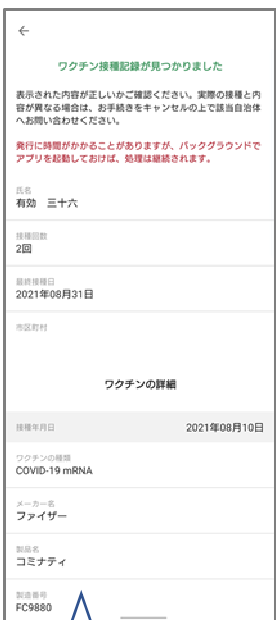 ワクチン接種記録が見つかりました
表示された内容が正しいかご確認ください。実際の接種と内
容が異なる場合は、お手続きをキャンセルの上で該当自治体
へお問い合わせください。
発行に時間がかかることがありますが、バックグラウンドで
アプリを起動しておけば、処理は継続されます。
氏名
有効 三十六
接種回数
2回
最終接種日
2021年08月31日
市区町村
ワクチンの詳細
接種年月日 2021年08月10日
ワクチンの種類
COVID-19 mRNA
メーカー名
ファイザー
製品名
コミナティ
製造番号
FC9880